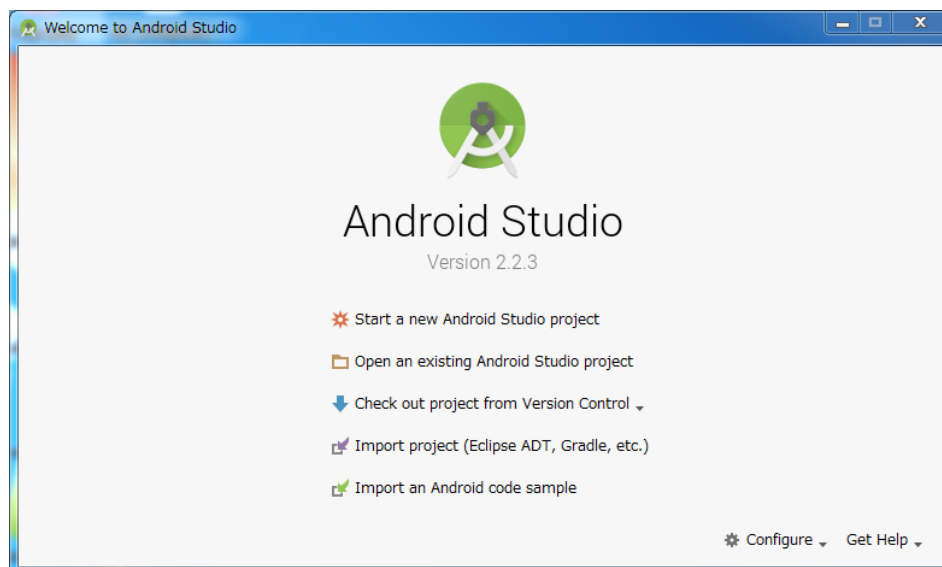 Welcome to Android Studio
Android Studio
Version 2.2.3
Start a new Android Studio project
Open an existing Android Studio project
Check out project from Version Control
Import project (Eclipse ADT, Gradle, etc.)
Import an Android code sample
Configure Get Help